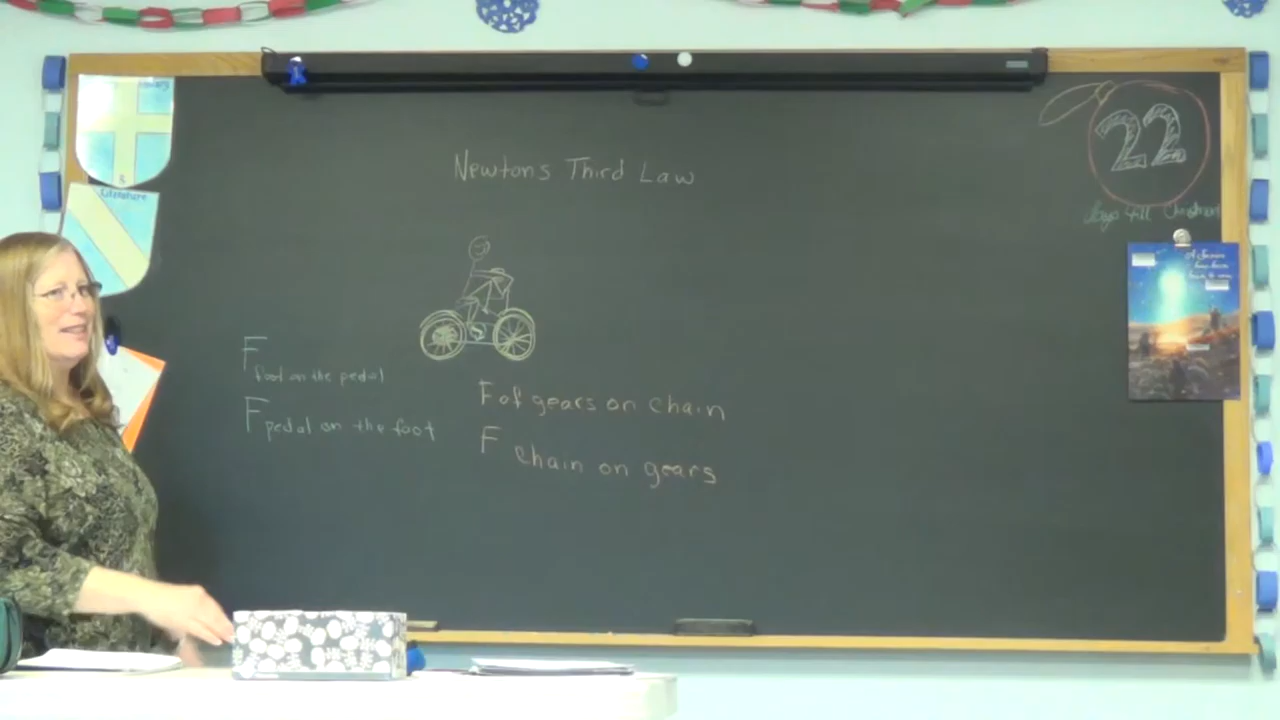 Newtons Third Law
22
Days till Christmas
&
Literature
F foot on the pedal
F pedal on the foot
F of gears on chain
F chain on gears